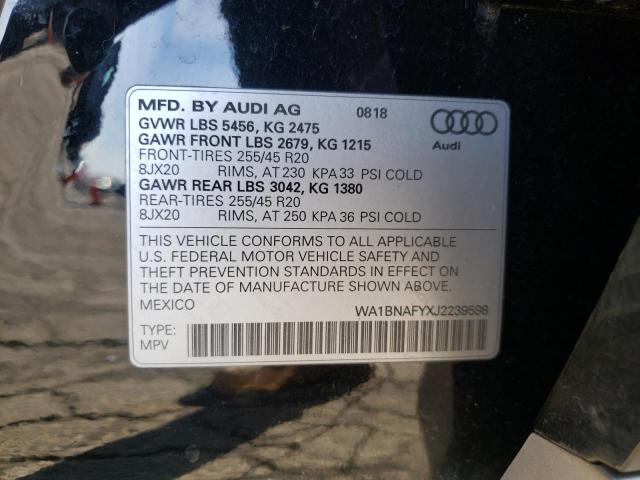 MFD. BY AUDI AG 0818
GVWR LBS 5456, KG 2475
GAWR FRONT LBS 2679, KG 1215
FRONT-TIRES 255/45 R20
8JX20 RIMS, AT 230 KPA 33 PSI COLD
GAWR REAR LBS 3042, KG 1380
REAR-TIRES 255/45 R20
8JX20 RIMS, AT 250 KPA 36 PSI COLD
Audi
THIS VEHICLE CONFORMS TO ALL APPLICABLE
U.S. FEDERAL MOTOR VEHICLE SAFETY AND
THEFT PREVENTION STANDARDS IN EFFECT ON
THE DATE OF MANUFACTURE SHOWN ABOVE.
MEXICO WA1BNAFYXJ2239598
TYPE:
MPV